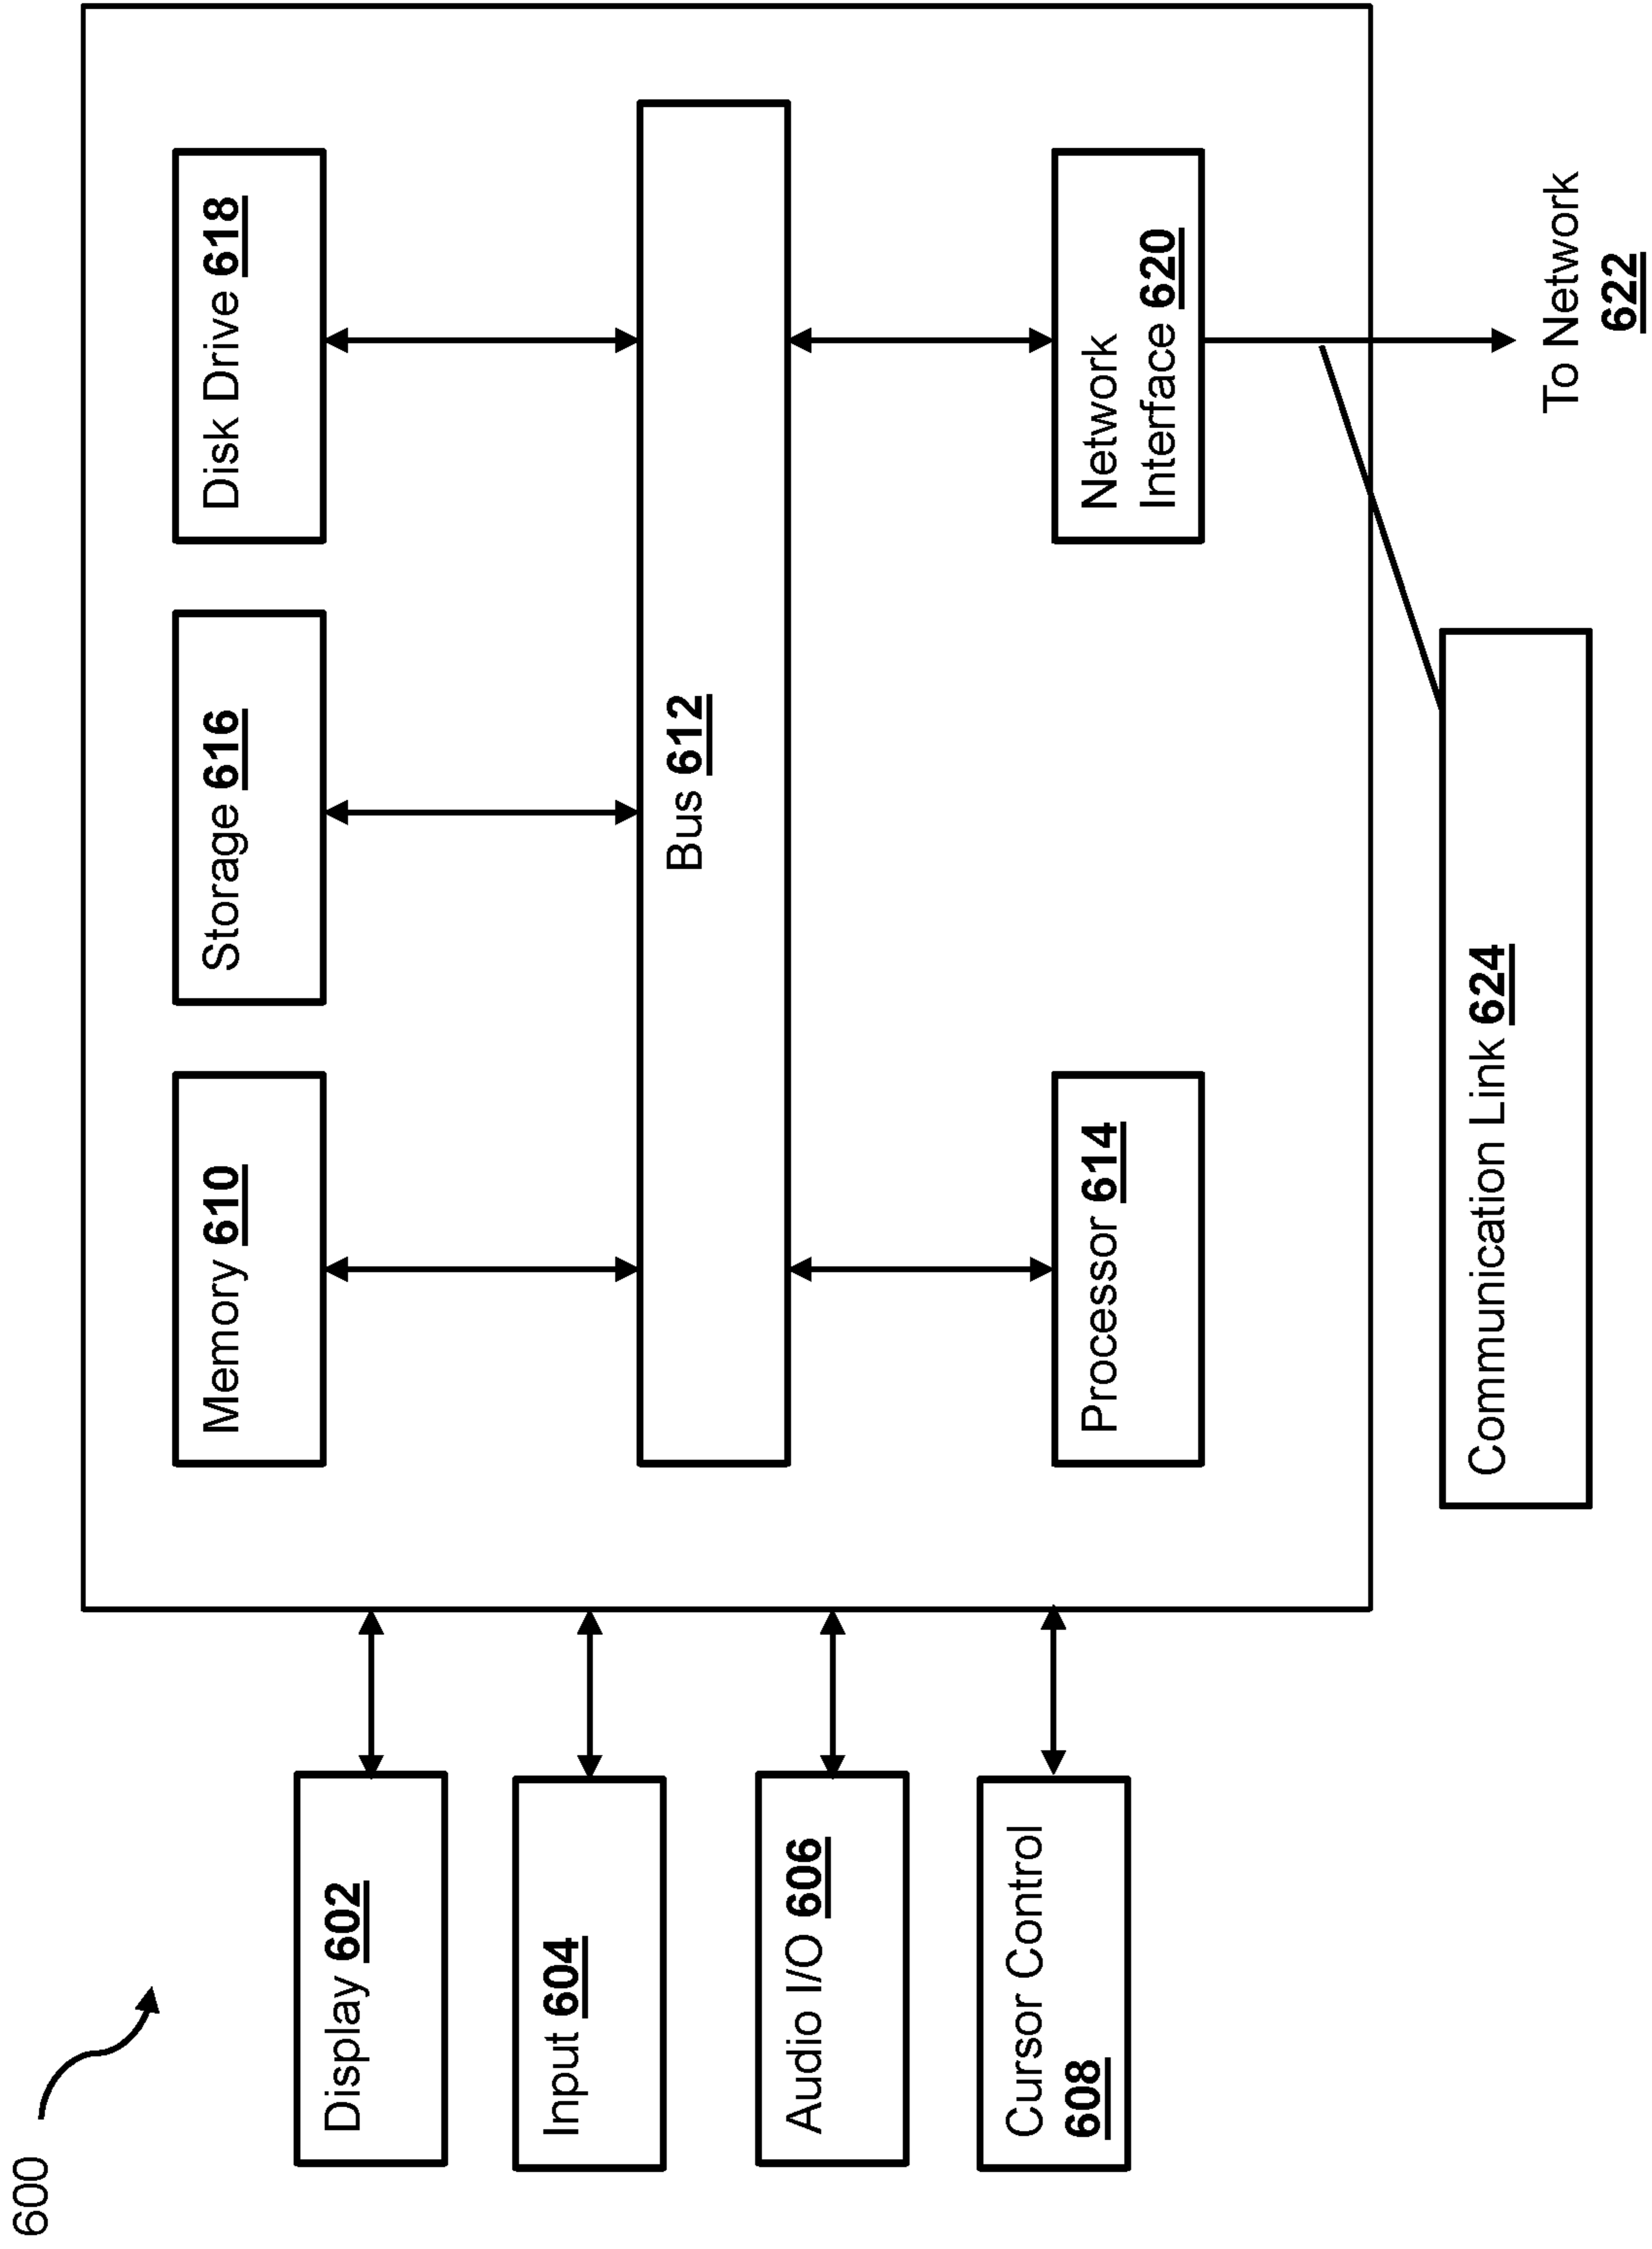 600
Display 602
Input 604
Audio I/O 606
Cursor Control
608
Memory 610
Storage 616
Disk Drive 618
Bus 612
Processor 614
Network
Interface 620
Communication Link 624
To Network
622